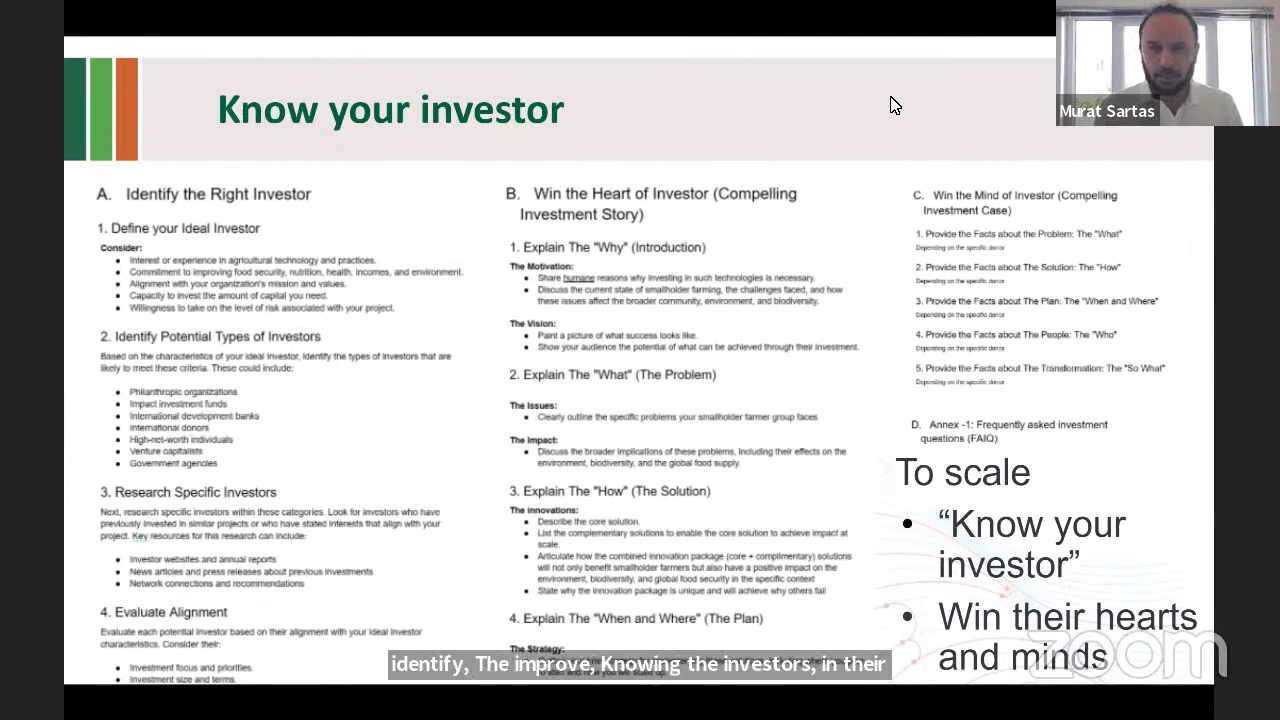 Know your investor
Murat Sartas
A. Identify the Right Investor
1. Define your Ideal Investor
Consider:
• Interest or experience in agricultural technology and practices.
• Commitment to improving food security, nutrition, health, incomes, and environment.
• Alignment with your organization's mission and values.
• Capacity to invest the amount of capital you need.
• Willingness to take on the level of risk associated with your project.
2. Identify Potential Types of Investors
Based on the characteristics of your ideal investor, identify the types of investors that are
likely to meet these criteria. These could include:
• Philanthropic organizations
• Impact investment funds
• International development banks
• International donors
• High-net-worth individuals
• Venture capitalists
• Government agencies
3. Research Specific Investors
Next, research specific investors within these categories. Look for investors who have
previously invested in similar projects or who have stated interests that align with your
project. Key resources for this research can include:
• Investor websites and annual reports
• News articles and press releases about previous investments
• Network connections and recommendations
4. Evaluate Alignment
Evaluate each potential investor based on their alignment with your ideal investor
characteristics. Consider their:
• Investment focus and priorities.
• Investment size and terms.
B. Win the Heart of Investor (Compelling
Investment Story)
1. Explain The "Why" (Introduction)
The Motivation:
• Share humane reasons why investing in such technologies is necessary.
• Discuss the current state of smallholder farming, the challenges faced, and how
these issues affect the broader community, environment, and biodiversity.
The Vision:
• Paint a picture of what success looks like.
• Show your audience the potential of what can be achieved through their investment.
2. Explain the "What" (The Problem)
The Issues:
• Clearly outline the specific problems your smallholder farmer group faces
The Impact:
• Discuss the broader implications of these problems, including their effects on the
environment, biodiversity, and the global food supply.
3. Explain The "How" (The Solution)
The innovations:
• Describe the core solution.
• List the complementary solutions to enable the core solution to achieve impact at
scale.
• Articulate how the combined innovation package (core + complimentary) solutions
will not only benefit smallholder farmers but also have a positive impact on the
environment, biodiversity, and global food security in the specific context
• State why the innovation package is unique and will achieve why others fail
4. Explain The "When and Where" (The Plan)
The Strategy:
C. Win the Mind of Investor (Compelling
Investment Case)
1. Provide the Facts about the Problem: The "What"
Depending on the specific donor
2. Provide the Facts about The Solution: The "How"
Depending on the specific donor
3. Provide the Facts about The Plan: The "When and Where"
Depending on the specific donor
4. Provide the Facts about The People: The "Who"
Depending on the specific donor
5. Provide the Facts about The Transformation: The "So What"
Depending on the specific donor
D. Annex -1: Frequently asked investment
questions (FAIQ)
To scale
• “Know your
investor”
• Win their hearts
and minds
zoom
identify, The improve, Knowing the investors, in their